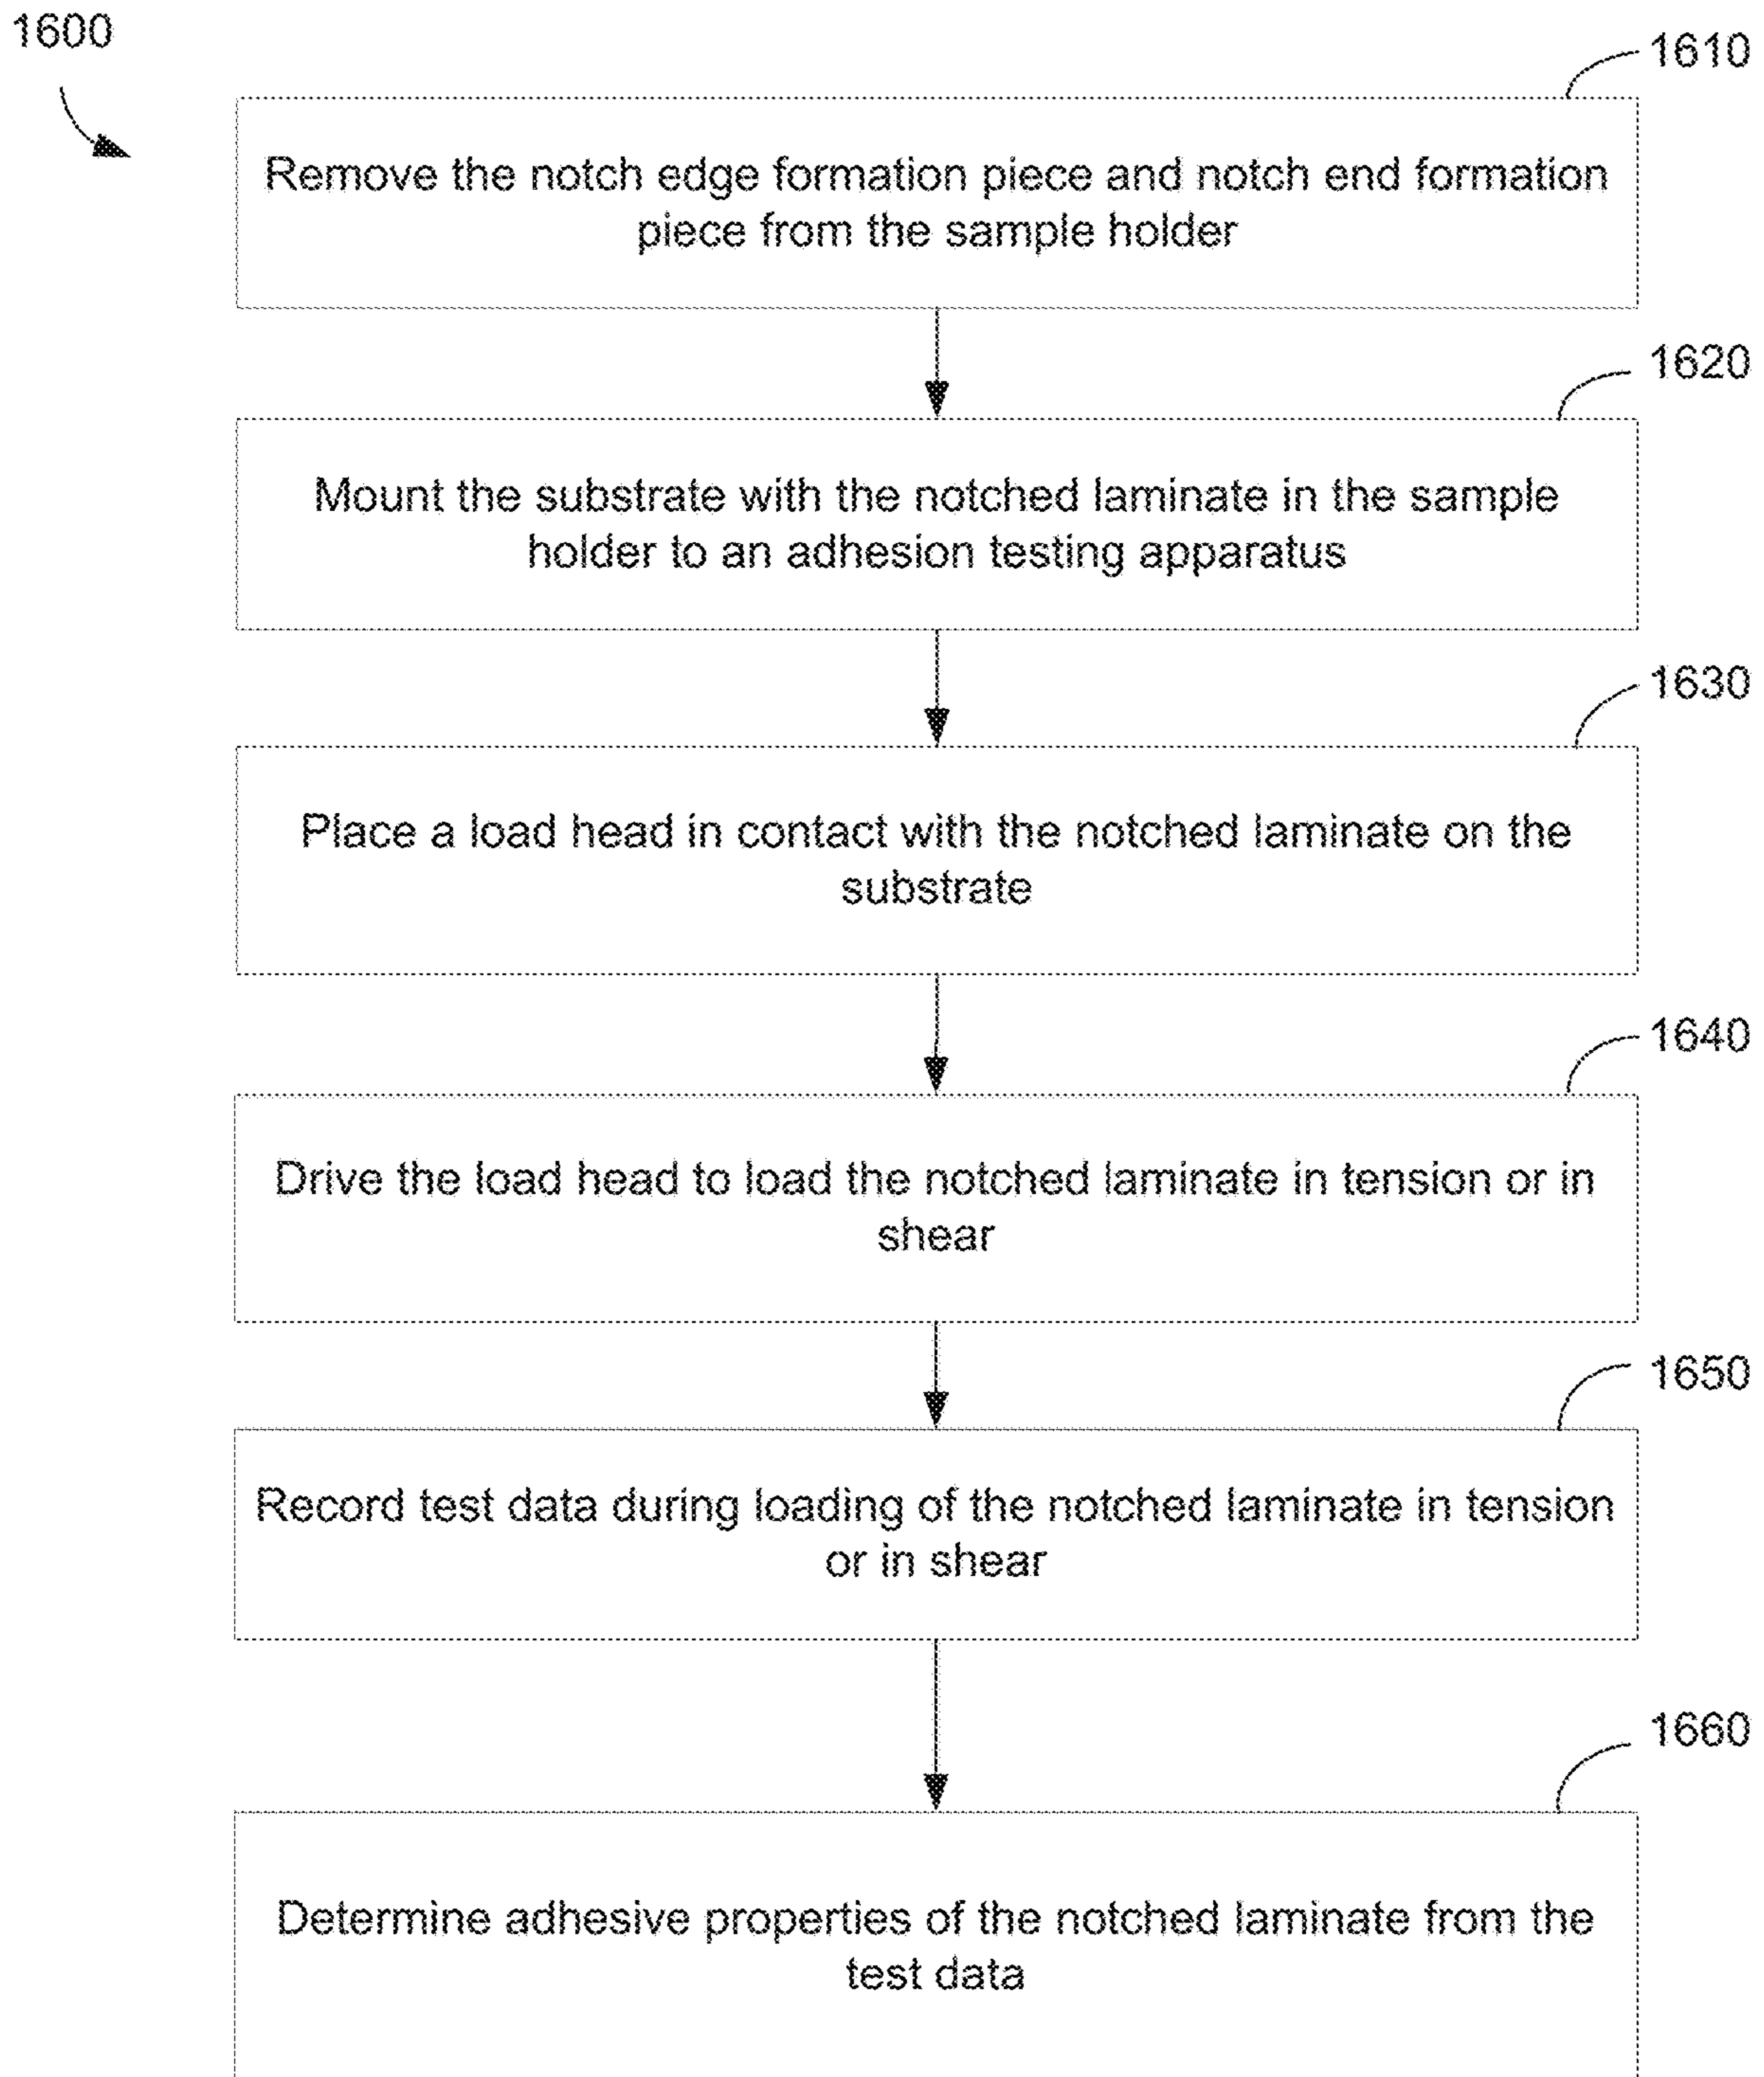 1600
1610
Remove the notch edge formation piece and notch end formation
piece from the sample holder
1620
Mount the substrate with the notched laminate in the sample
holder to an adhesion testing apparatus
1630
Place a load head in contact with the notched laminate on the
substrate
1640
Drive the load head to load the notched laminate in tension or in
shear
1650
Record test data during loading of the notched laminate in tension
or in shear
1660
Determine adhesive properties of the notched laminate from the
test data